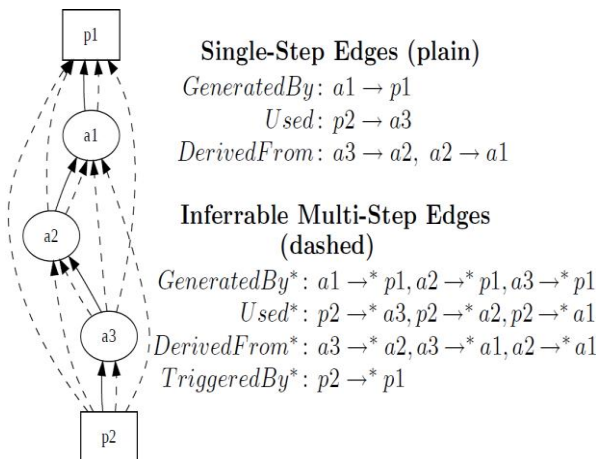 p1
a1
a2
a3
p2
Single-Step Edges (plain)
GeneratedBy: a1 → p1
Used: p2 → a3
DerivedFrom: a3 → a2, a2 → a1
Inferrable Multi-Step Edges
(dashed)
GeneratedBy*: a1 →* p1, a2 →* p1, a3 →* p1
Used*: p2 →* a3, p2 →* a2, p2 →* a1
DerivedFrom*: a3 →* a2, a3 →* a1, a2 →* a1
TriggeredBy*: p2 →* p1